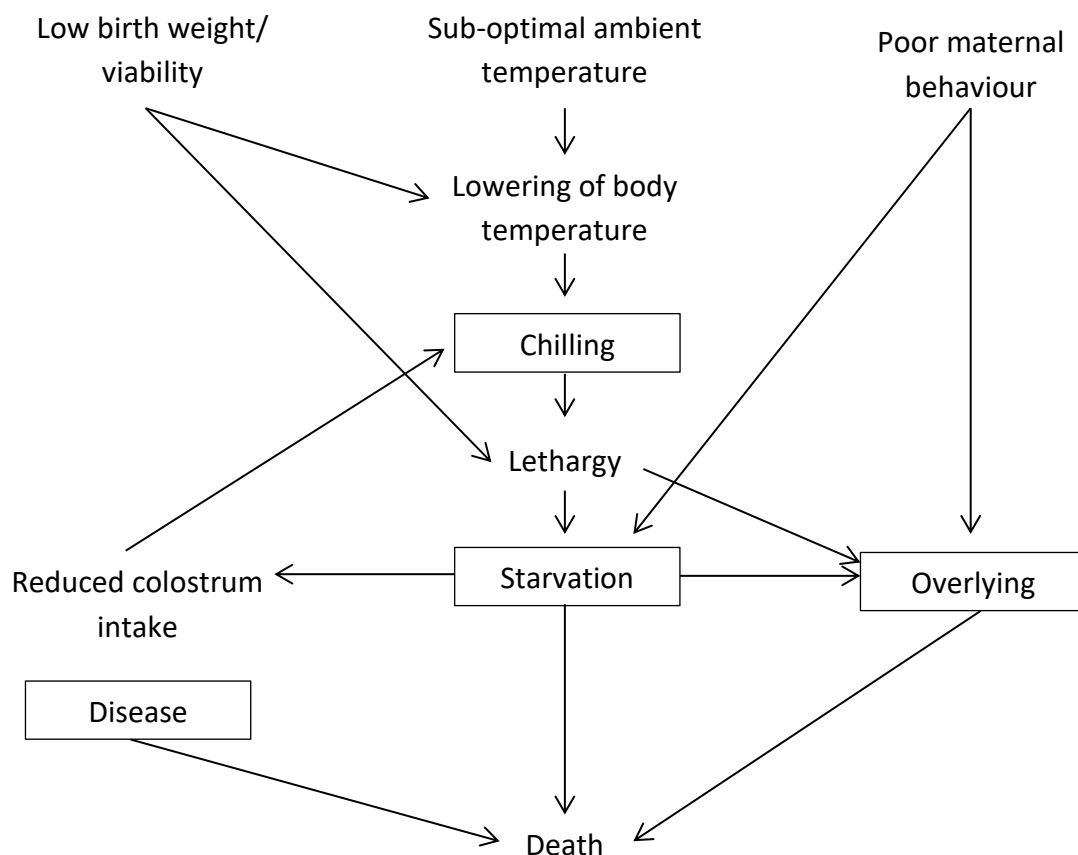 Low birth weight/
viability
Sub-optimal ambient
temperature
Poor maternal
behaviour
Lowering of body
temperature
Chilling
Lethargy
Reduced colostrum
intake
Starvation
Overlying
Disease
Death